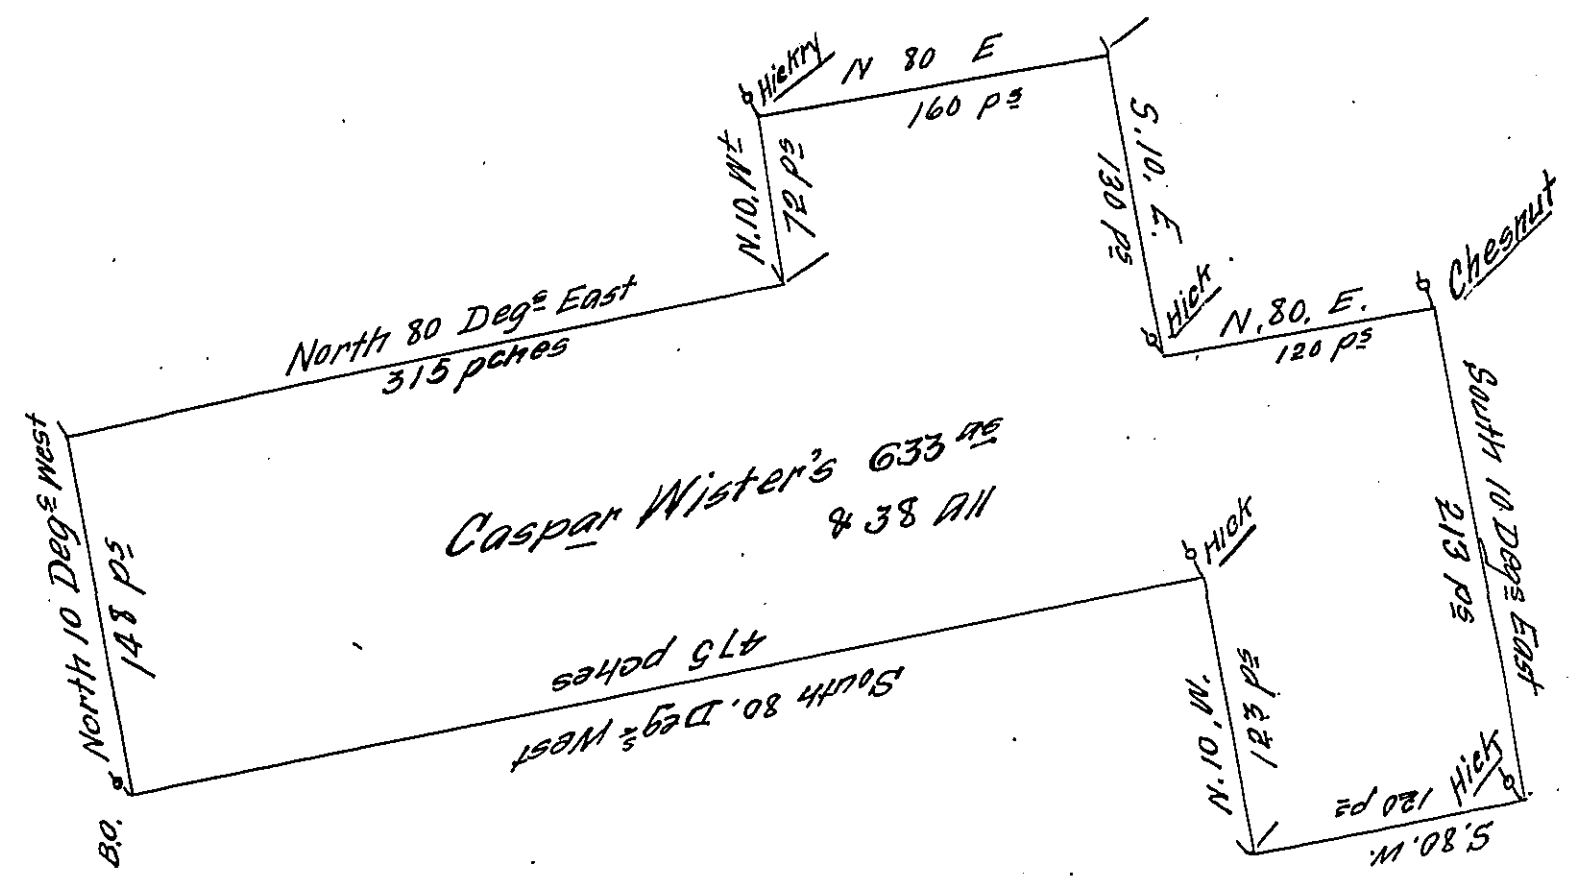 Hickry
N 80 E
160 ps
N.10.Wt
72 ps
S.10. E.
130 ps
Hick
N.80. E.
120 ps
Chesnut
North 80 Degs East
315 pches
North 10 Degs West
148 ps
Caspar Wister's 633 as
& 38 All
South 10 Degs East
213 ps
Hick
475 pches
South 80. Degs West
N.10.W.
123 ps
Hick
120 ps
S.80.W.
B.O.